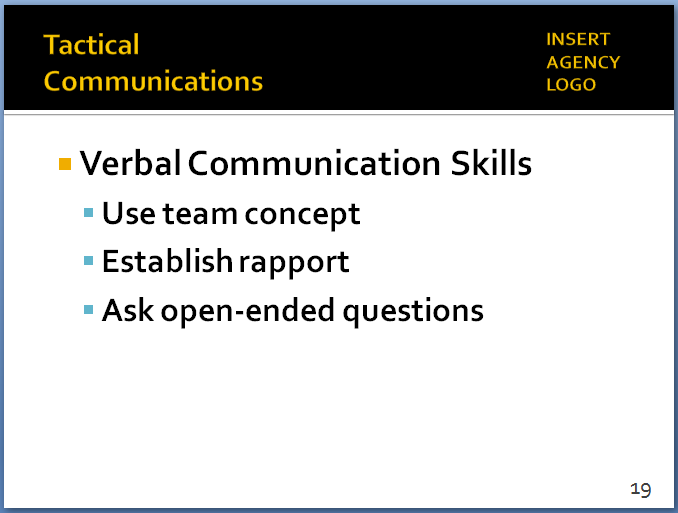 Tactical
Communications
INSERT
AGENCY
LOGO
Verbal Communication Skills
Use team concept
Establish rapport
Ask open-ended questions
19